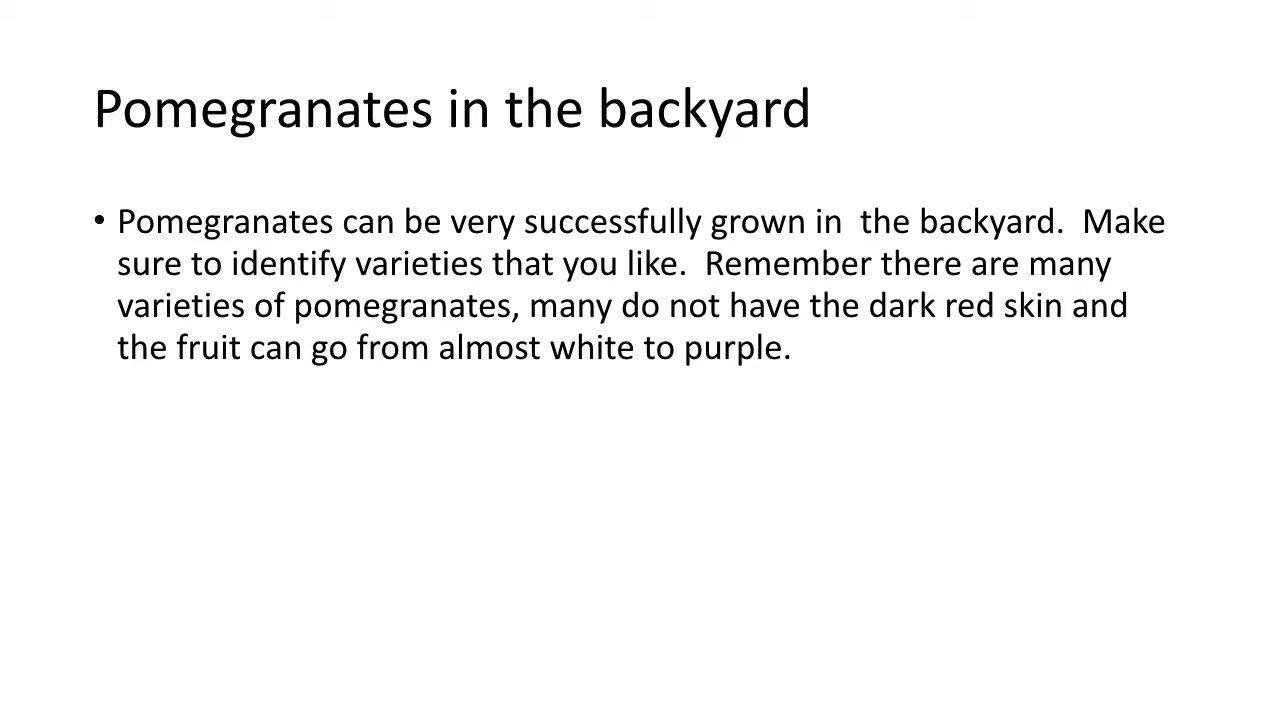 Pomegranates in the backyard
• Pomegranates can be very successfully grown in  the backyard.  Make
sure to identify varieties that you like.  Remember there are many
varieties of pomegranates, many do not have the dark red skin and
the fruit can go from almost white to purple.